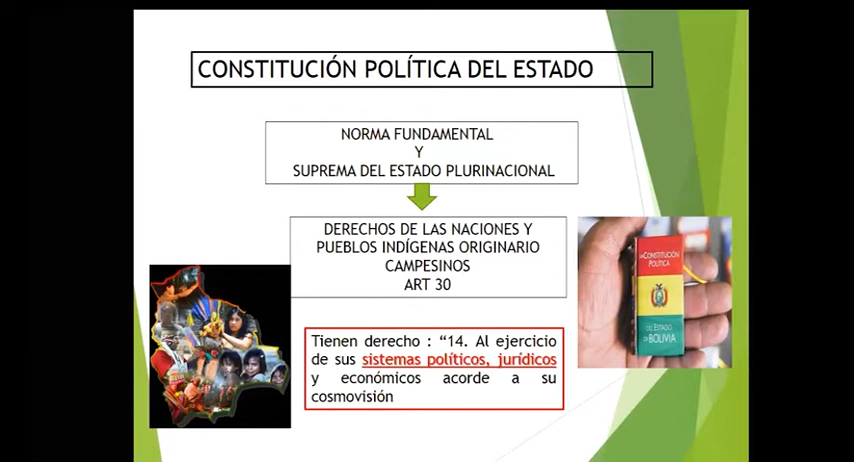 CONSTITUCIÓN POLÍTICA DEL ESTADO
NORMA FUNDAMENTAL
Y
SUPREMA DEL ESTADO PLURINACIONAL
DERECHOS DE LAS NACIONES Y
PUEBLOS INDÍGENAS ORIGINARIO
CAMPESINOS
ART 30
LA CONSTITUCIÓN
POLÍTICA
DEL ESTADO
DE BOLIVIA
Tienen derecho : “14. Al ejercicio
de sus sistemas políticos, jurídicos
y económicos acorde a su
cosmovisión